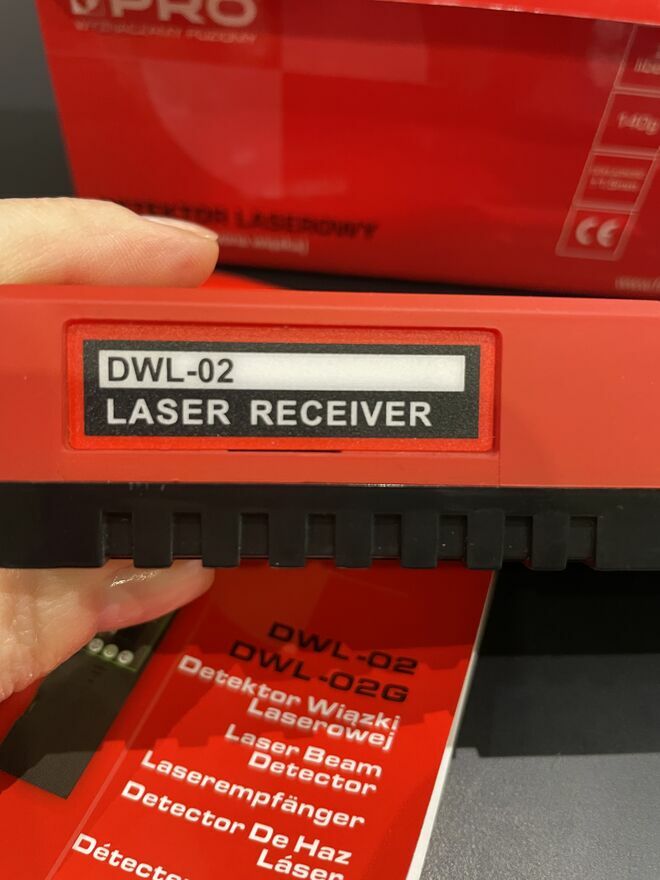 PRO
140g
DETEKTOR LASEROWY
CE
DWL-02
LASER RECEIVER
DWL-02
DWL-02G
Detektor Wiązki
Laserowej
Laser Beam
Detector
Laserempfänger
Detector De Haz
Láser